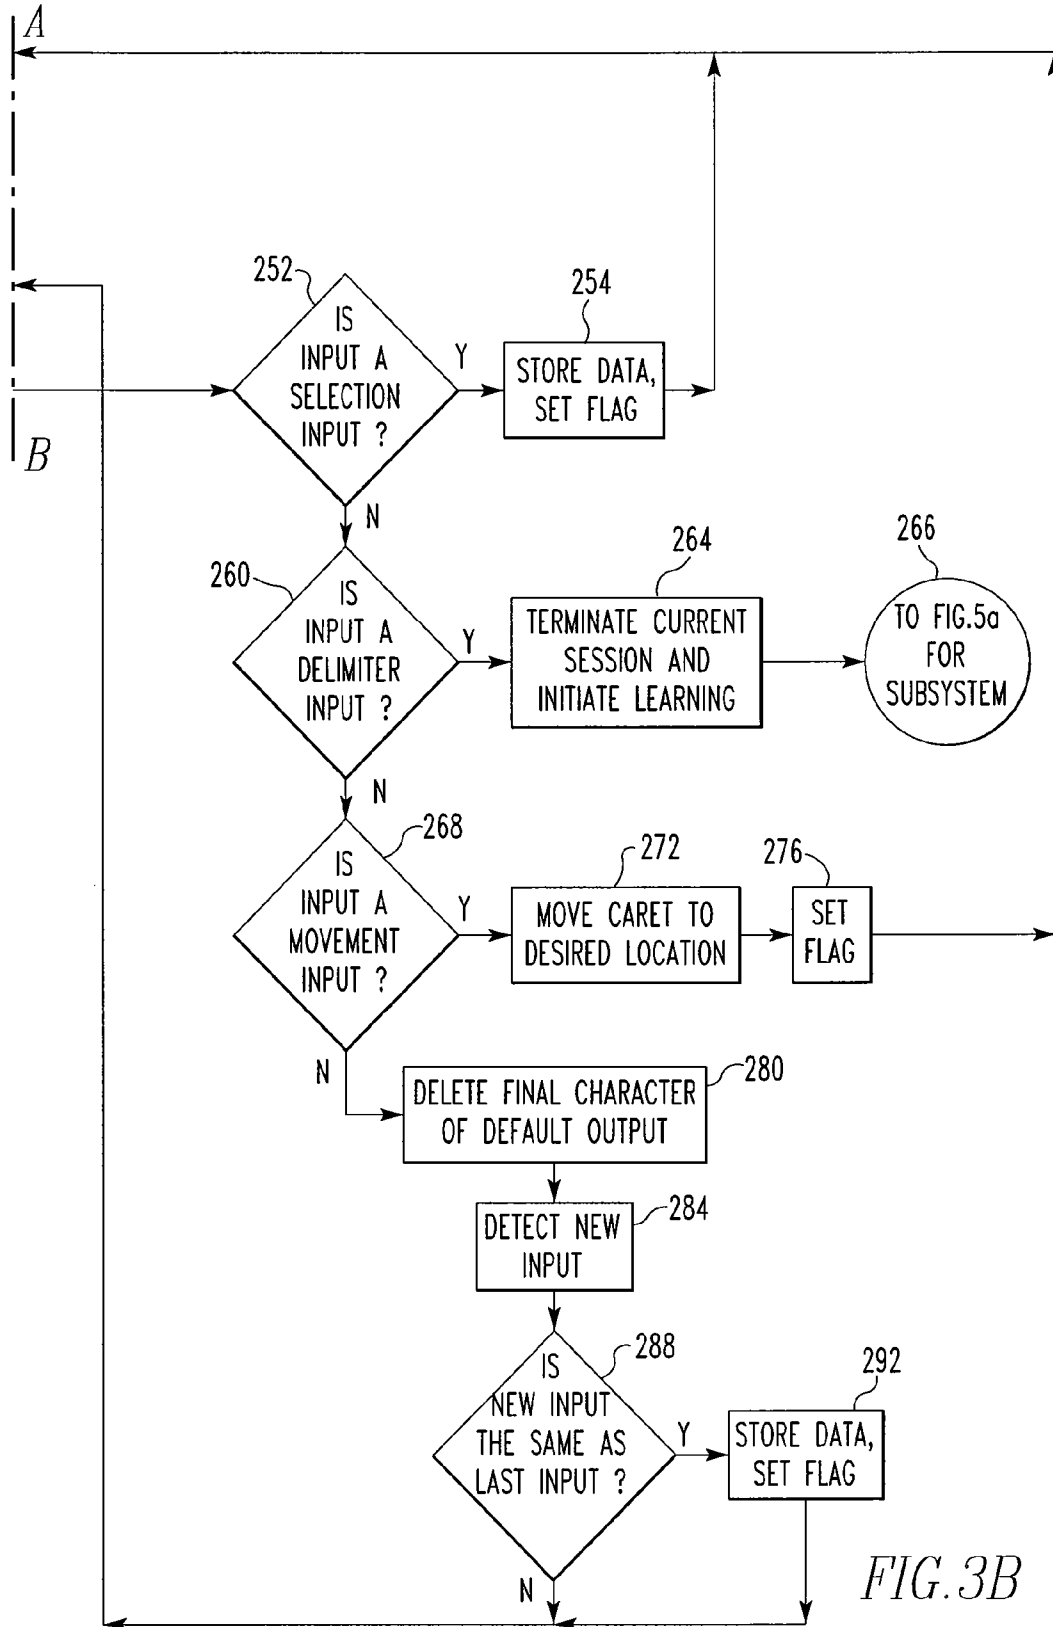 A
B
252
IS
INPUT A
SELECTION
INPUT ?
Y
254
STORE DATA,
SET FLAG
N
260
IS
INPUT A
DELIMITER
INPUT ?
Y
264
TERMINATE CURRENT
SESSION AND
INITIATE LEARNING
266
TO FIG.5a
FOR
SUBSYSTEM
N
268
IS
INPUT A
MOVEMENT
INPUT ?
Y
272
MOVE CARET TO
DESIRED LOCATION
276
SET
FLAG
N
280
DELETE FINAL CHARACTER
OF DEFAULT OUTPUT
284
DETECT NEW
INPUT
288
IS
NEW INPUT
THE SAME AS
LAST INPUT ?
Y
292
STORE DATA,
SET FLAG
N
FIG.3B